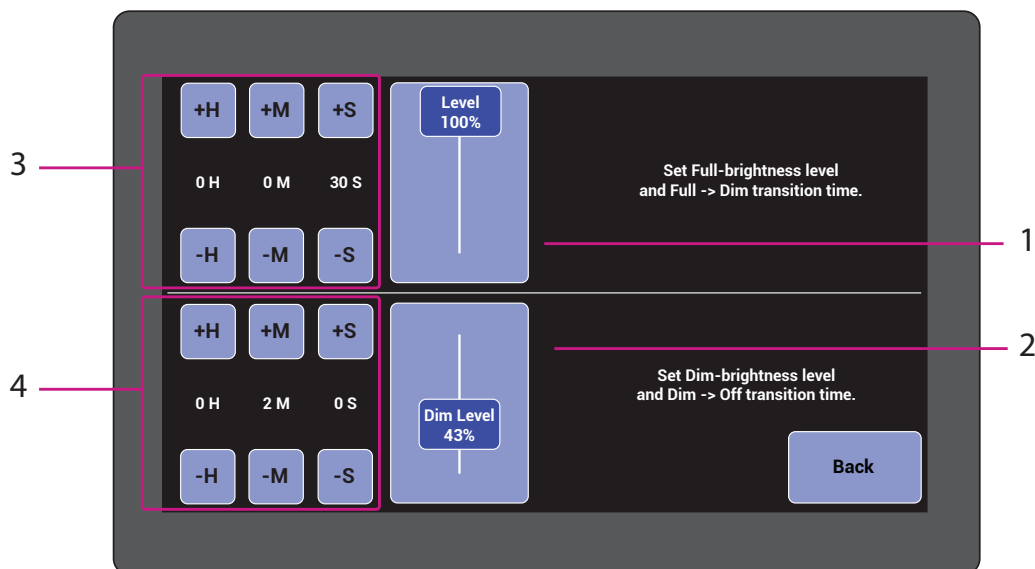 +H +M +S
0 H 0 M 30 S
-H -M -S
Level
100%
Set Full-brightness level
and Full -> Dim transition time.
3
1
+H +M +S
0 H 2 M 0 S
-H -M -S
Dim Level
43%
Set Dim-brightness level
and Dim -> Off transition time.
Back
4
2